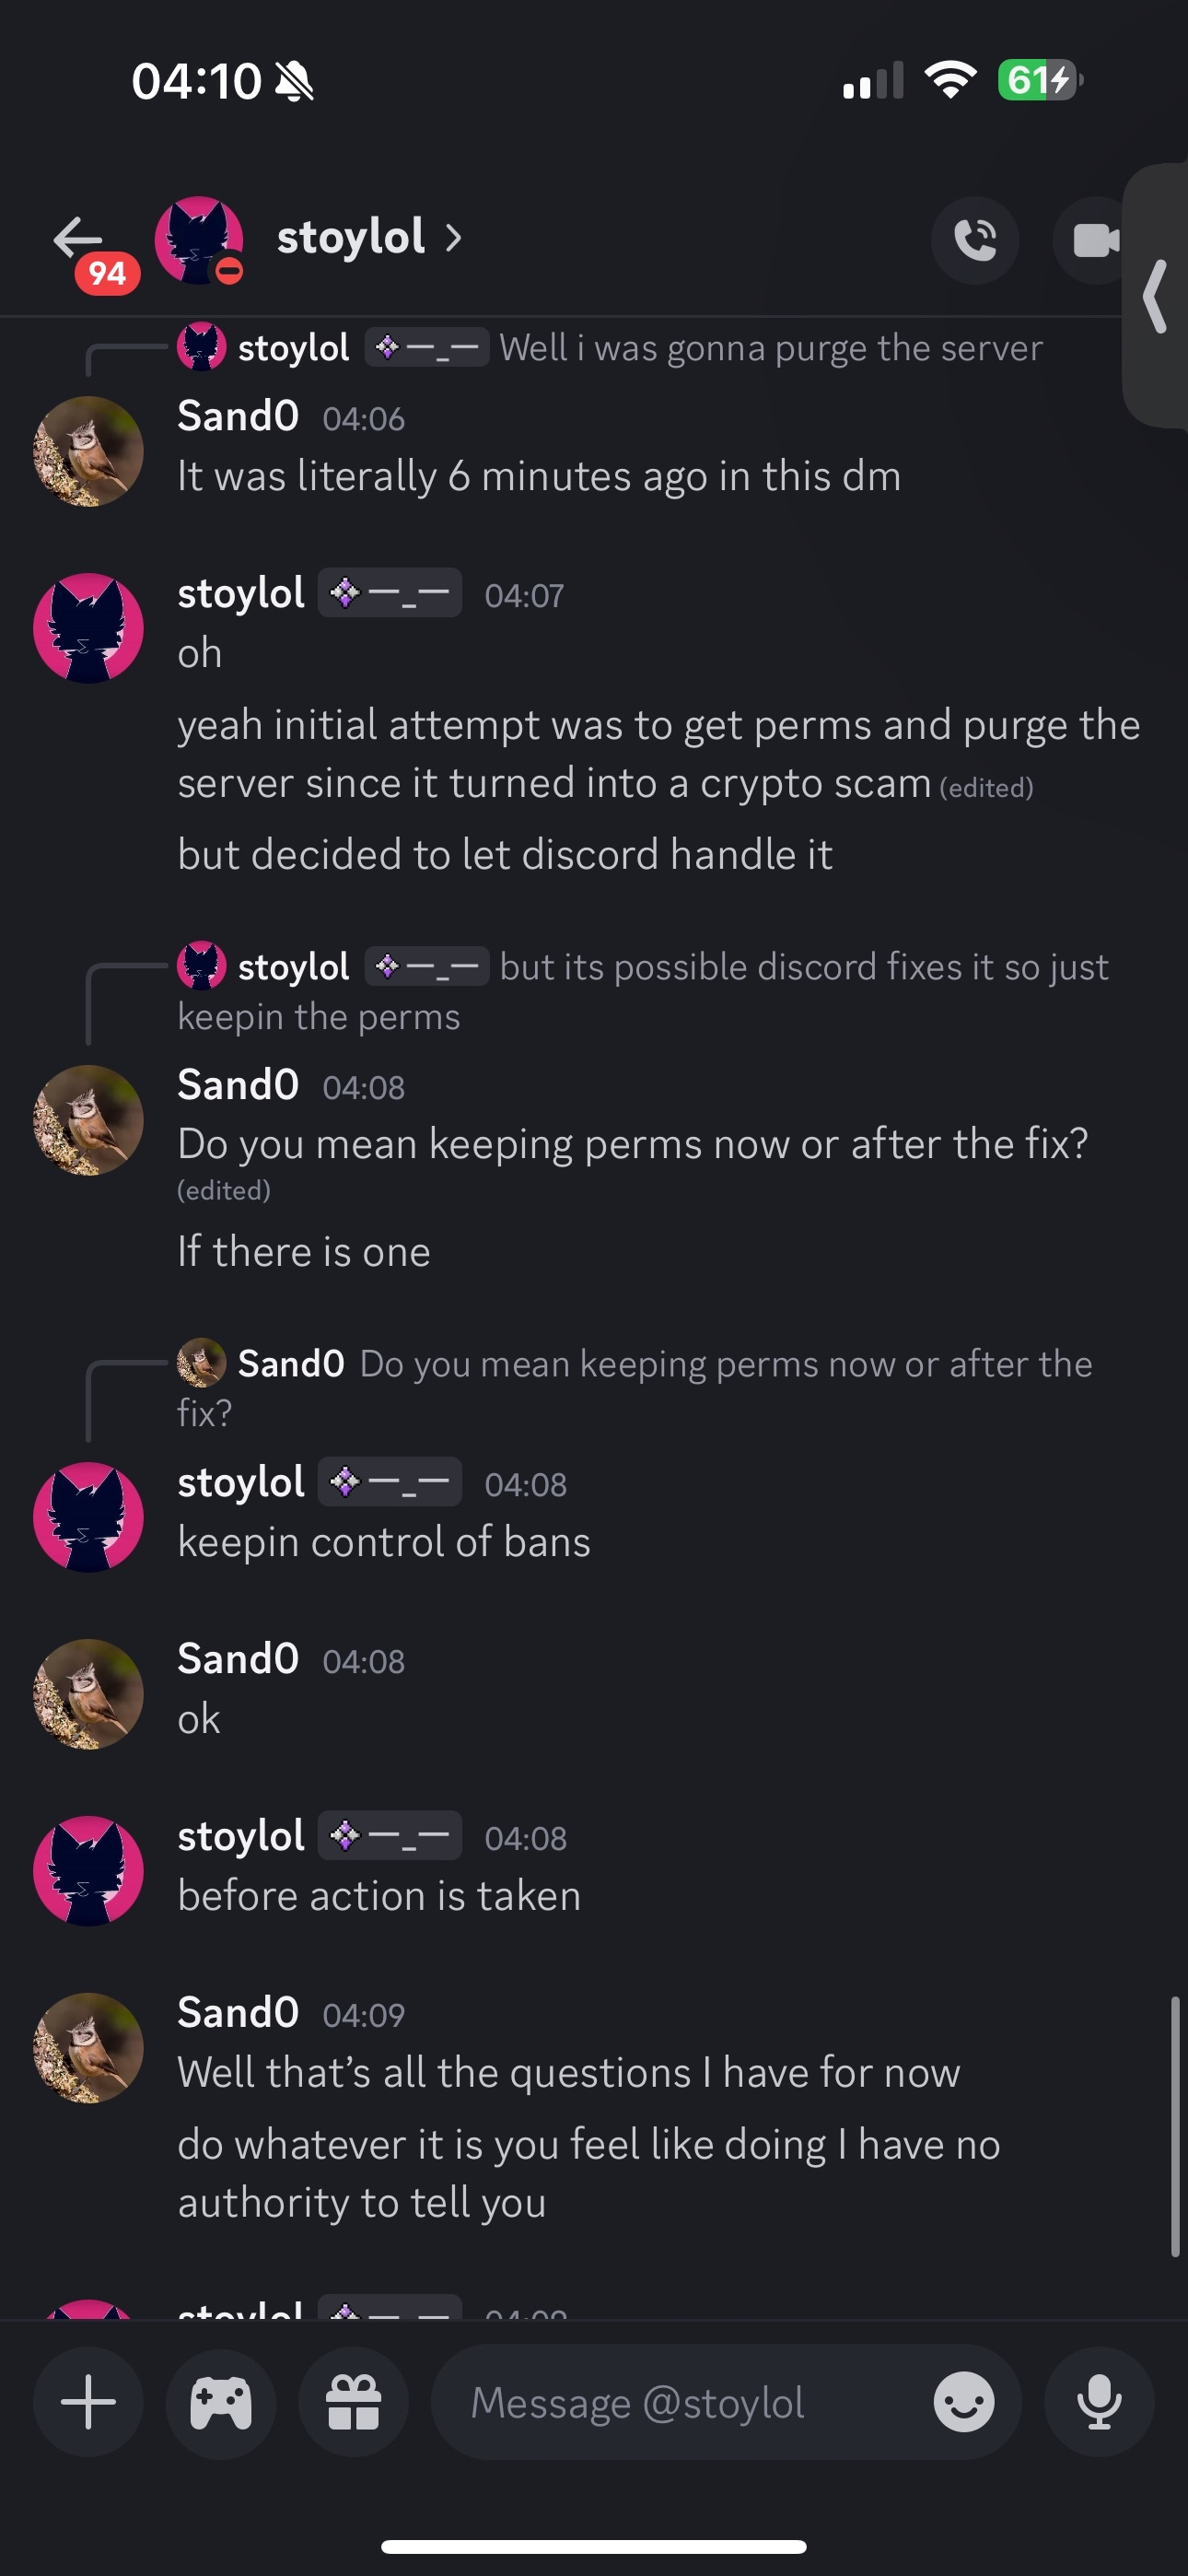 04:10
61
94
stoylol
stoylol —_— Well i was gonna purge the server
Sand0 04:06
It was literally 6 minutes ago in this dm
stoylol —_— 04:07
oh
yeah initial attempt was to get perms and purge the
server since it turned into a crypto scam (edited)
but decided to let discord handle it
stoylol —_— but its possible discord fixes it so just
keepin the perms
Sand0 04:08
Do you mean keeping perms now or after the fix?
(edited)
If there is one
Sand0 Do you mean keeping perms now or after the
fix?
stoylol —_— 04:08
keepin control of bans
Sand0 04:08
ok
stoylol —_— 04:08
before action is taken
Sand0 04:09
Well that’s all the questions I have for now
do whatever it is you feel like doing I have no
authority to tell you
stoylol —_—
Message @stoylol